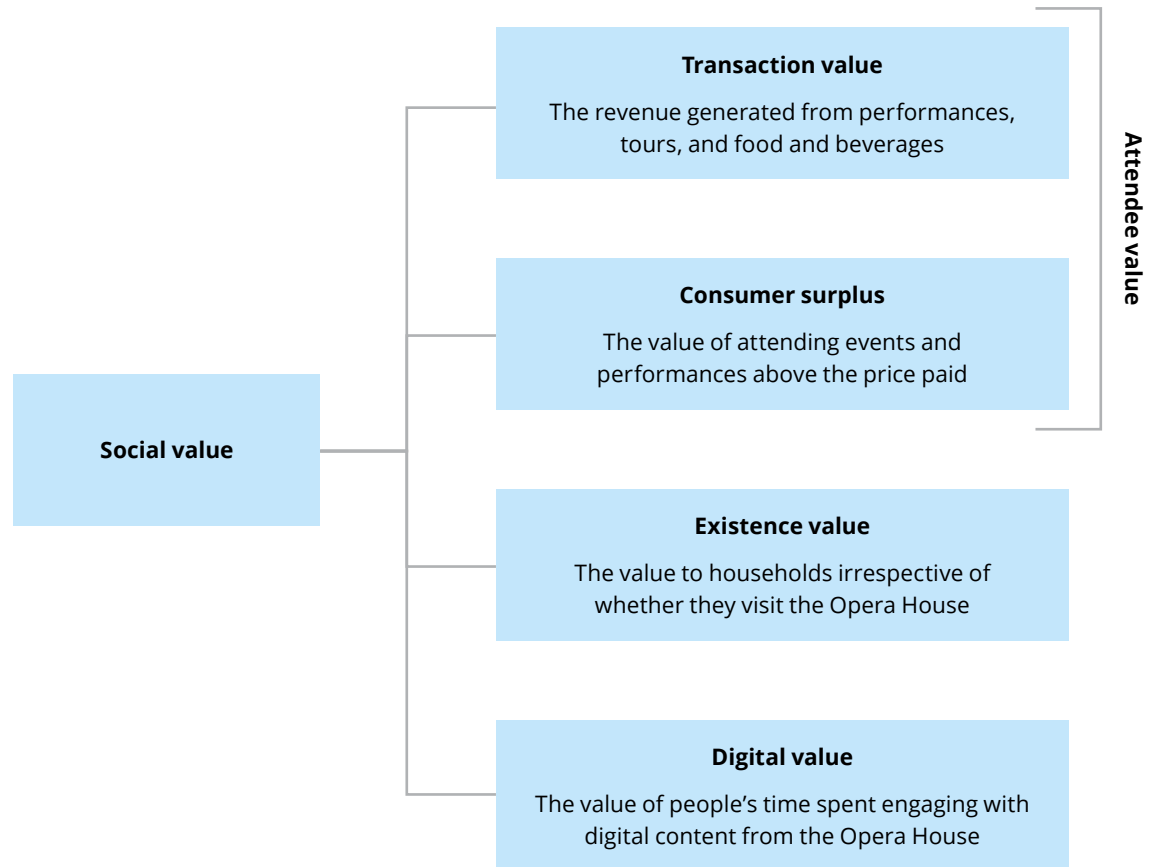 Transaction value
The revenue generated from performances,
tours, and food and beverages
Attendee value
Consumer surplus
The value of attending events and
performances above the price paid
Social value
Existence value
The value to households irrespective of
whether they visit the Opera House
Digital value
The value of people’s time spent engaging with
digital content from the Opera House